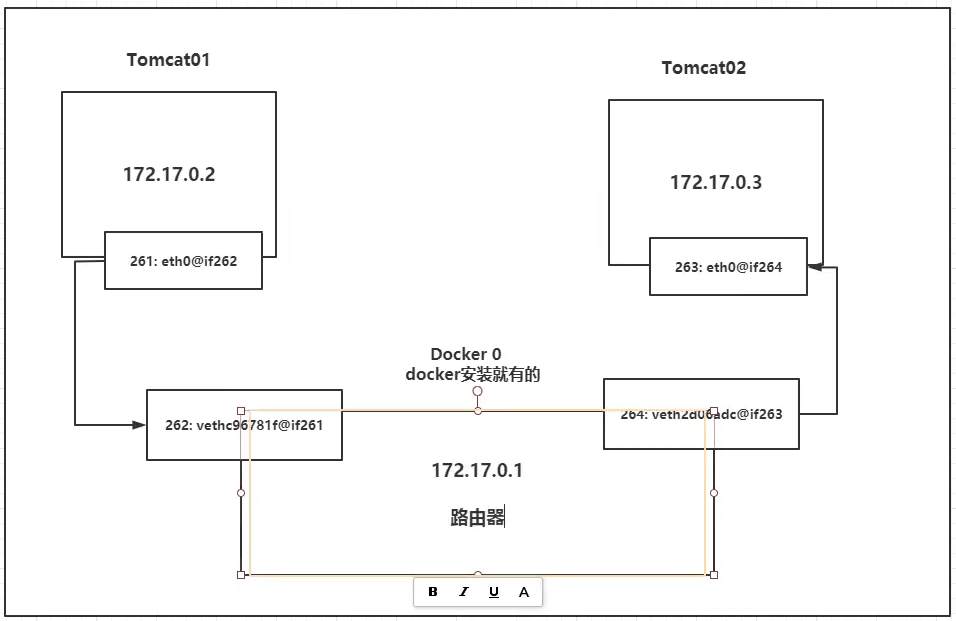 Tomcat01
Tomcat02
172.17.0.2
172.17.0.3
261: eth0@if262
263: eth0@if264
Docker 0
docker安装就有的
262: vethc96781f@if261
264: veth2d06adc@if263
172.17.0.1
路由器
B I U A